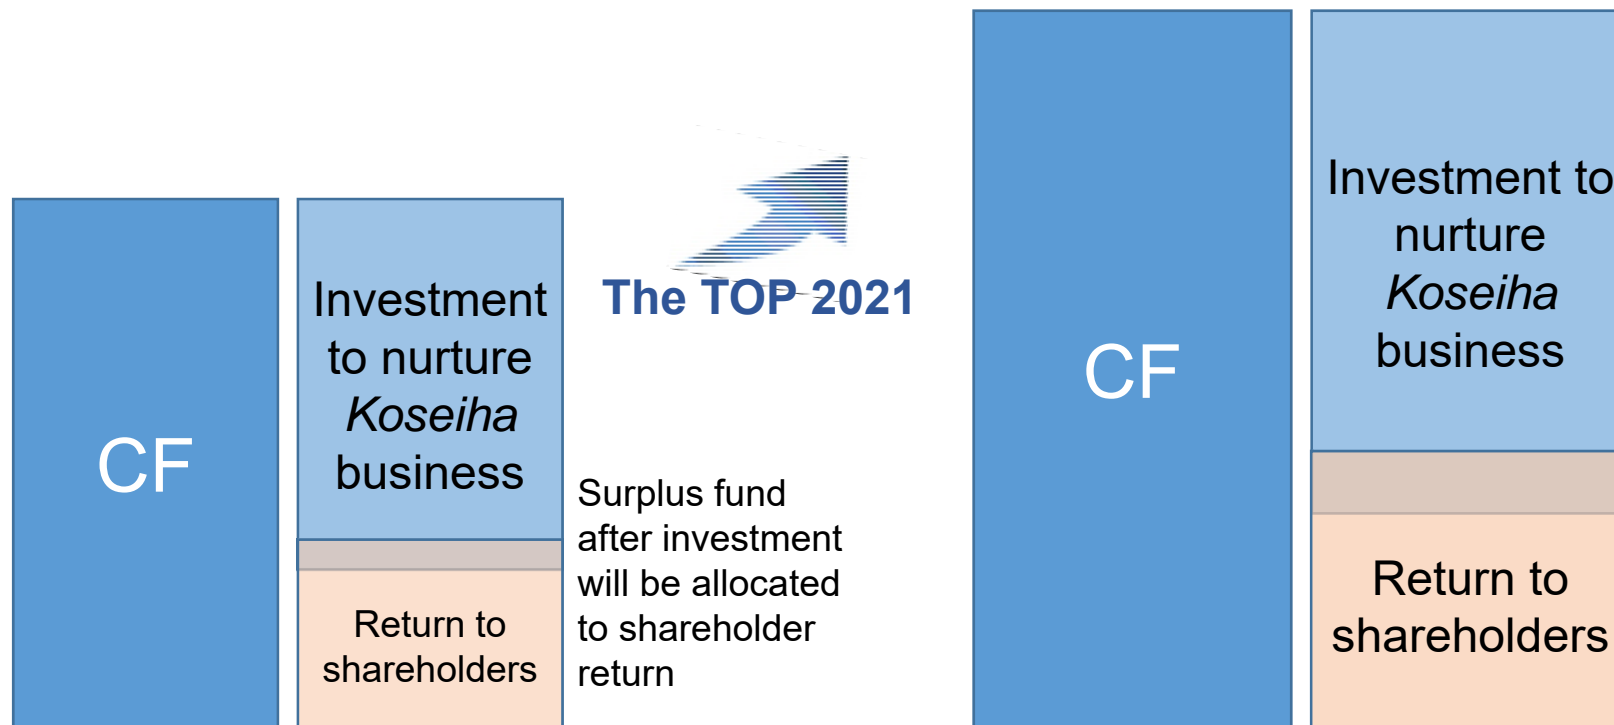 CF
Investment
to nurture
Koseiha
business
Return to
shareholders
The TOP 2021
Surplus fund
after investment
will be allocated
to shareholder
return
CF
Investment to
nurture
Koseiha
business
Return to
shareholders